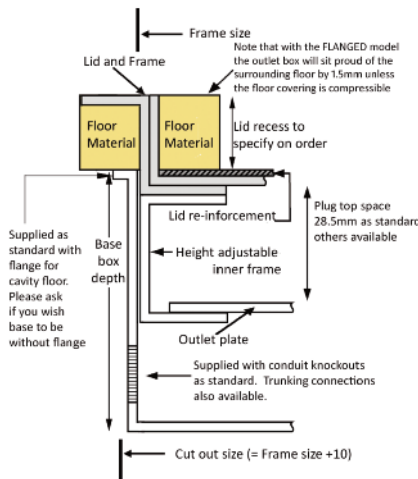 Frame size
Note that with the FLANGED model
the outlet box will sit proud of the
surrounding floor by 1.5mm unless
the floor covering is compressible
Lid and Frame
Floor
Material
Floor
Material
Lid recess to
specify on order
Lid re-inforcement
Plug top space
28.5mm as standard
others available
Supplied as
standard with
flange for
cavity floor.
Please ask
if you wish
base to be
without flange
Base
box
depth
Height adjustable
inner frame
Outlet plate
Supplied with conduit knockouts
as standard. Trunking connections
also available.
Cut out size (= Frame size +10)